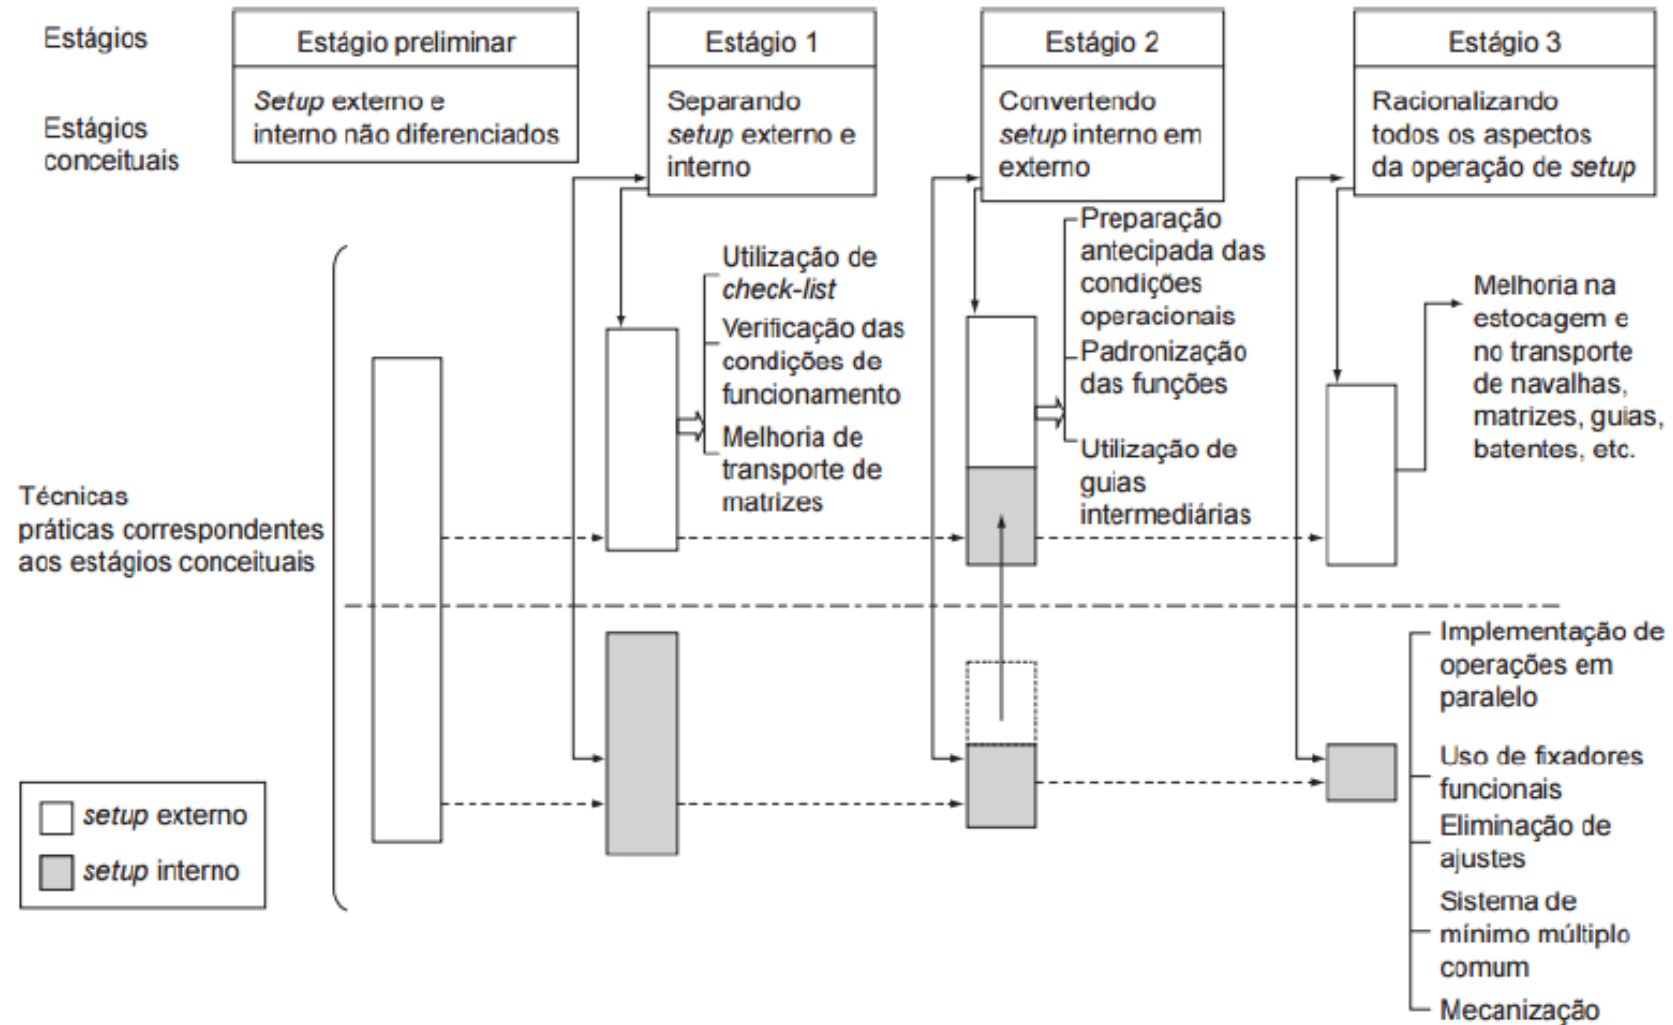 Estágios
Estágio preliminar
Estágio 1
Estágio 2
Estágio 3
Estágios
conceituais
Setup externo e
interno não diferenciados
Separando
setup externo e
interno
Convertendo
setup interno em
externo
Racionalizando
todos os aspectos
da operação de setup
Técnicas
práticas correspondentes
aos estágios conceituais
Utilização de
check-list
Verificação das
condições de
funcionamento
Melhoria de
transporte de
matrizes
Preparação
antecipada das
condições
operacionais
Padronização
das funções
Utilização de
guias
intermediárias
Melhoria na
estocagem e
no transporte
de navalhas,
matrizes, guias,
batentes, etc.
Implementação de
operações em
paralelo
Uso de fixadores
funcionais
Eliminação de
ajustes
Sistema de
mínimo múltiplo
comum
Mecanização
setup externo
setup interno